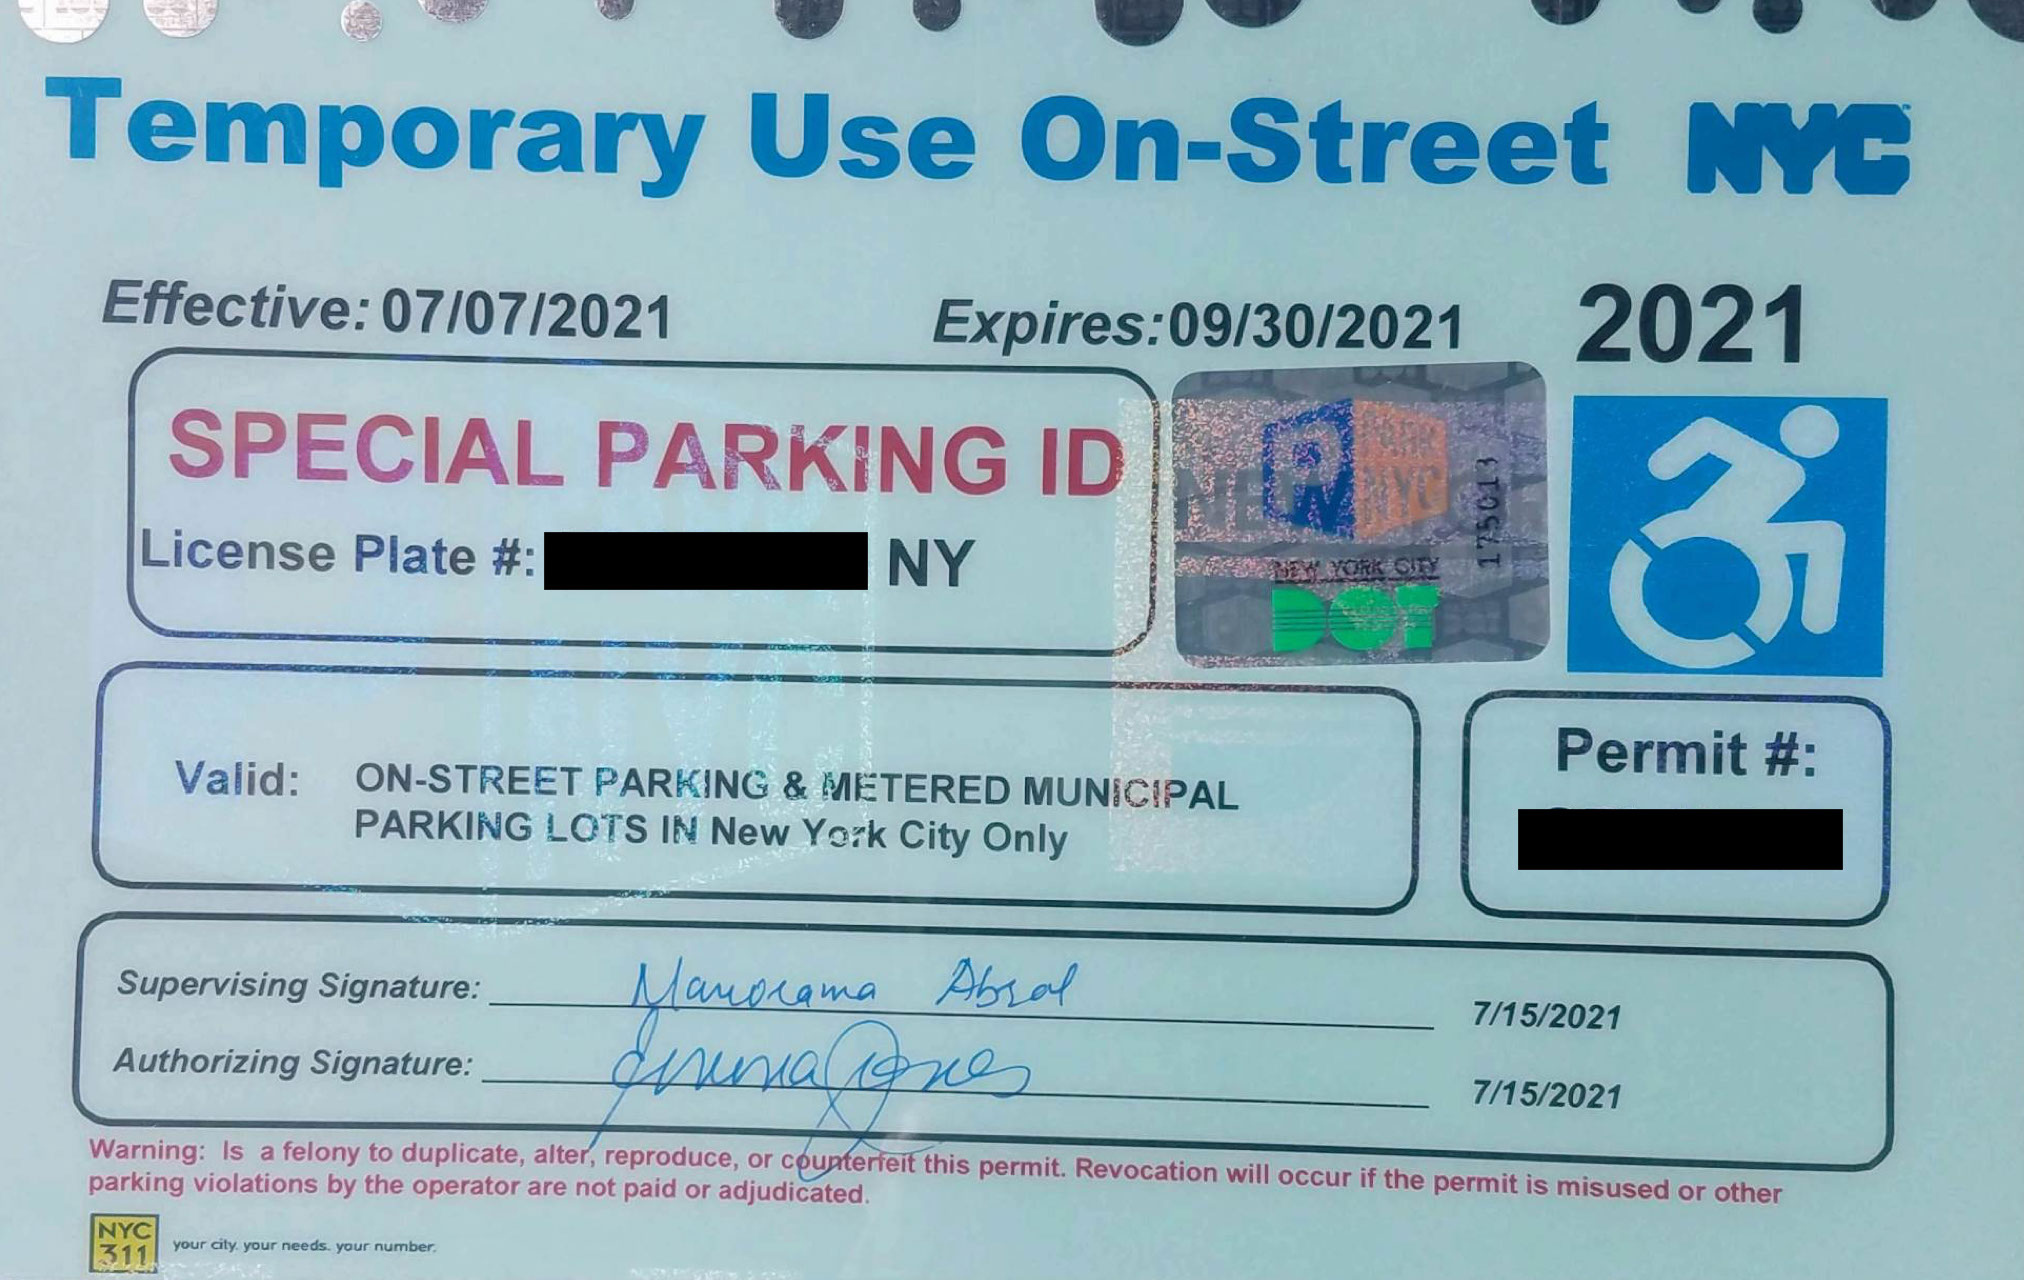 Temporary Use On-Street NYC
Effective: 07/07/2021 Expires: 09/30/2021 2021
SPECIAL PARKING ID
License Plate #: NY
P PARK NYC
175013
NEW YORK CITY
DOT
Valid: ON-STREET PARKING & METERED MUNICIPAL
PARKING LOTS IN New York City Only
Permit #:
Supervising Signature: Manorama Abrol 7/15/2021
Authorizing Signature: 7/15/2021
Warning: Is a felony to duplicate, alter, reproduce, or counterfeit this permit. Revocation will occur if the permit is misused or other
parking violations by the operator are not paid or adjudicated.
NYC
311 your city. your needs. your number.